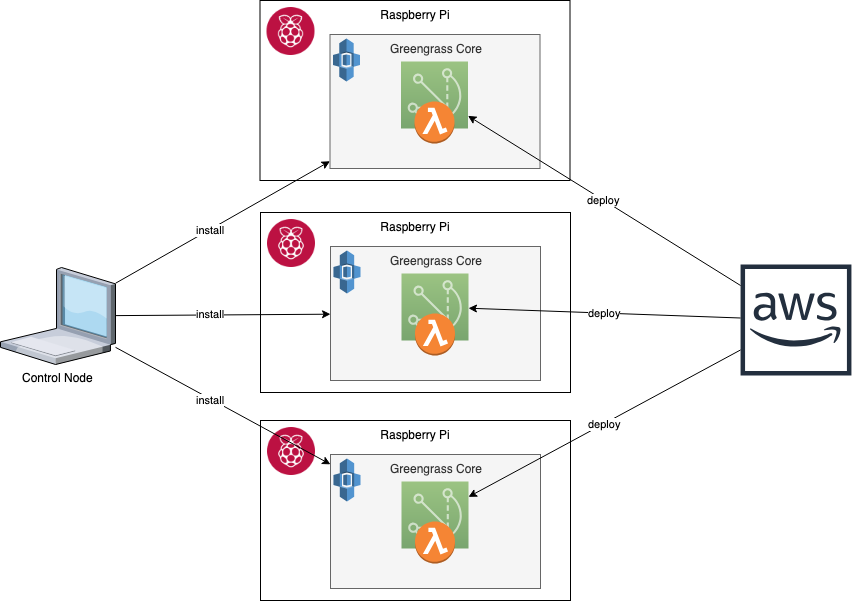 Raspberry Pi
Greengrass Core
λ
deploy
install
Raspberry Pi
Greengrass Core
λ
aws
install
deploy
Control Node
install
deploy
Raspberry Pi
Greengrass Core
λ